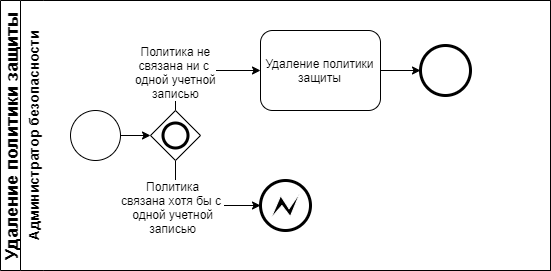 Удаление политики защиты
Администратор безопасности
Политика не
связана ни с
одной учетной
записью
Удаление политики
защиты
Политика
связана хотя бы с
одной учетной
записью